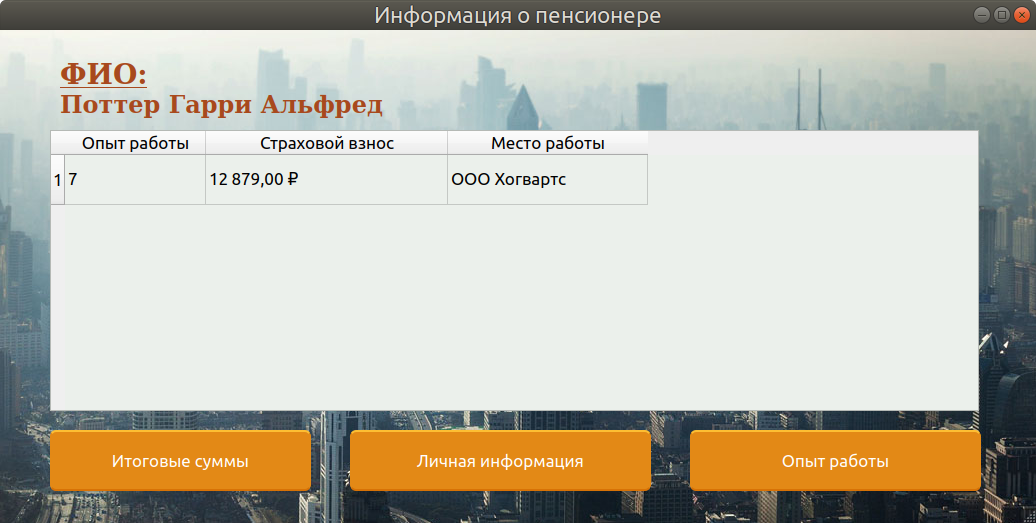 Информация о пенсионере
ФИО:
Поттер Гарри Альфред
Опыт работы Страховой взнос Место работы
1 7 12 879,00 ₽ ООО Хогвартс
Итоговые суммы Личная информация Опыт работы